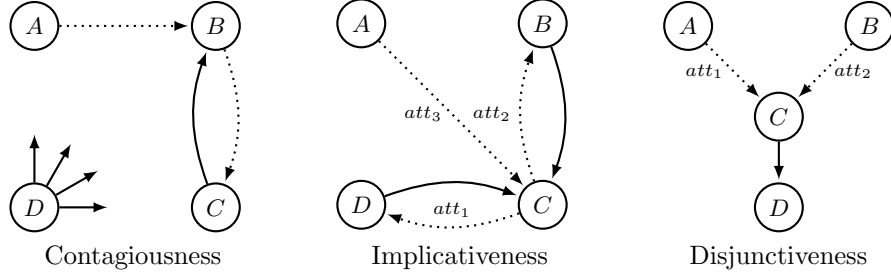 A B A B A B
att₁ att₂
att₃ att₂
C
D C D att₁ C D
Contagiousness Implicativeness Disjunctiveness